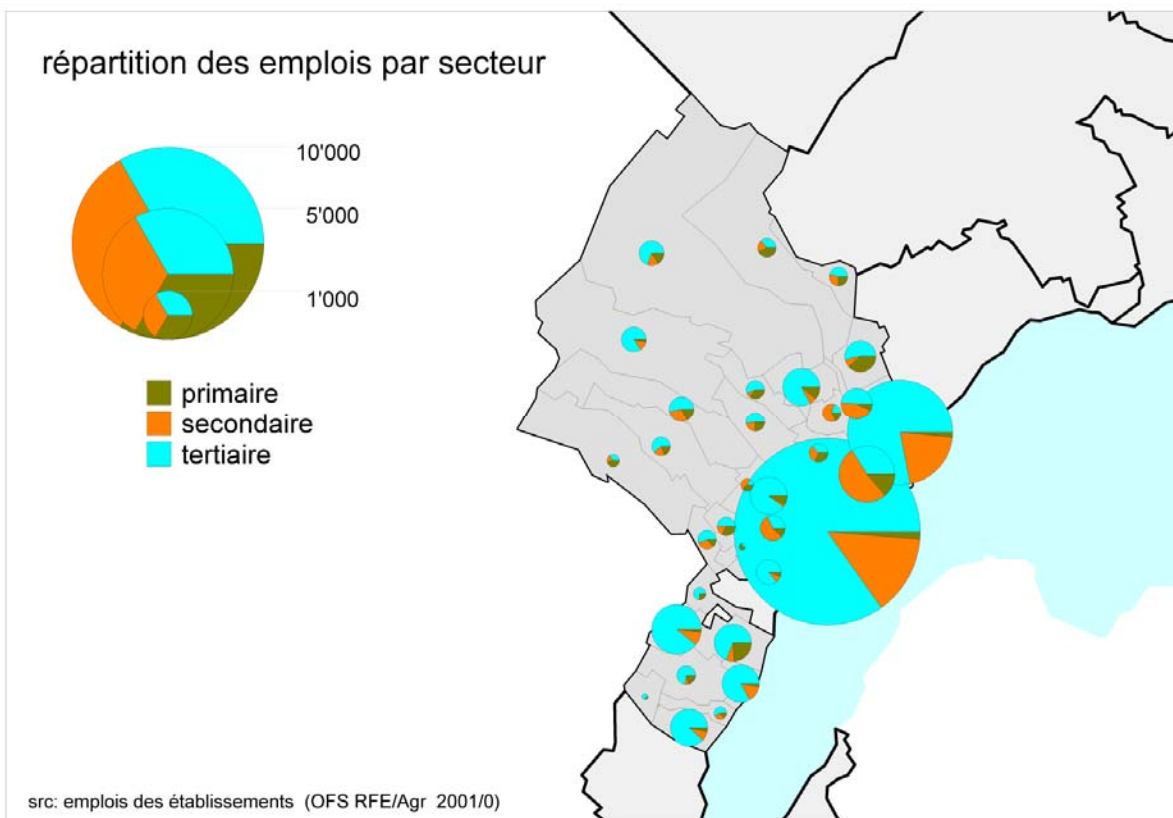 répartition des emplois par secteur
10'000
5'000
1'000
primaire
secondaire
tertiaire
src: emplois des établissements (OFS RFE/Agr 2001/0)